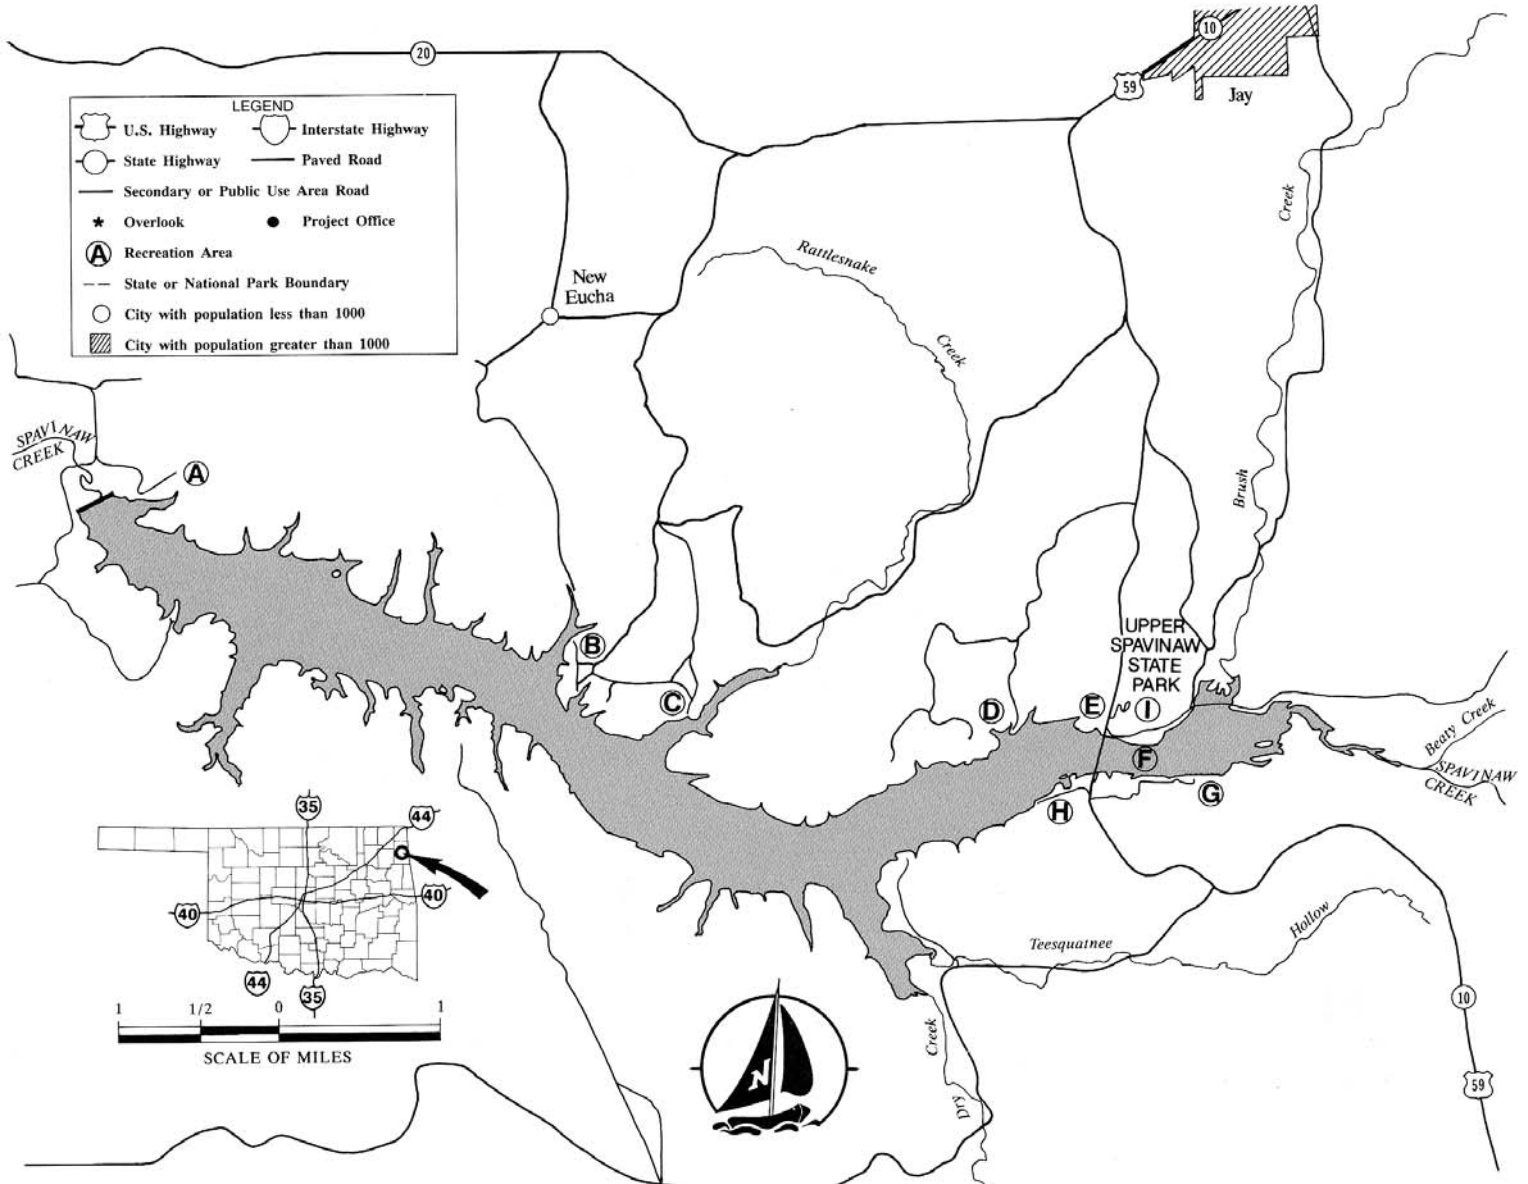 10
20
59
Jay
LEGEND
U.S. Highway
Interstate Highway
State Highway
Paved Road
Secondary or Public Use Area Road
Overlook
Project Office
A
Recreation Area
State or National Park Boundary
City with population less than 1000
City with population greater than 1000
Creek
Rattlesnake
Creek
New
Eucha
SPAVINAW
CREEK
A
Brush
B
UPPER
SPAVINAW
STATE
PARK
C
D
E
I
Beaty Creek
F
SPAVINAW
CREEK
G
H
35
44
40
40
44
35
Hollow
Teesquatnee
10
1
1/2
0
1
SCALE OF MILES
N
Creek
Dry
59